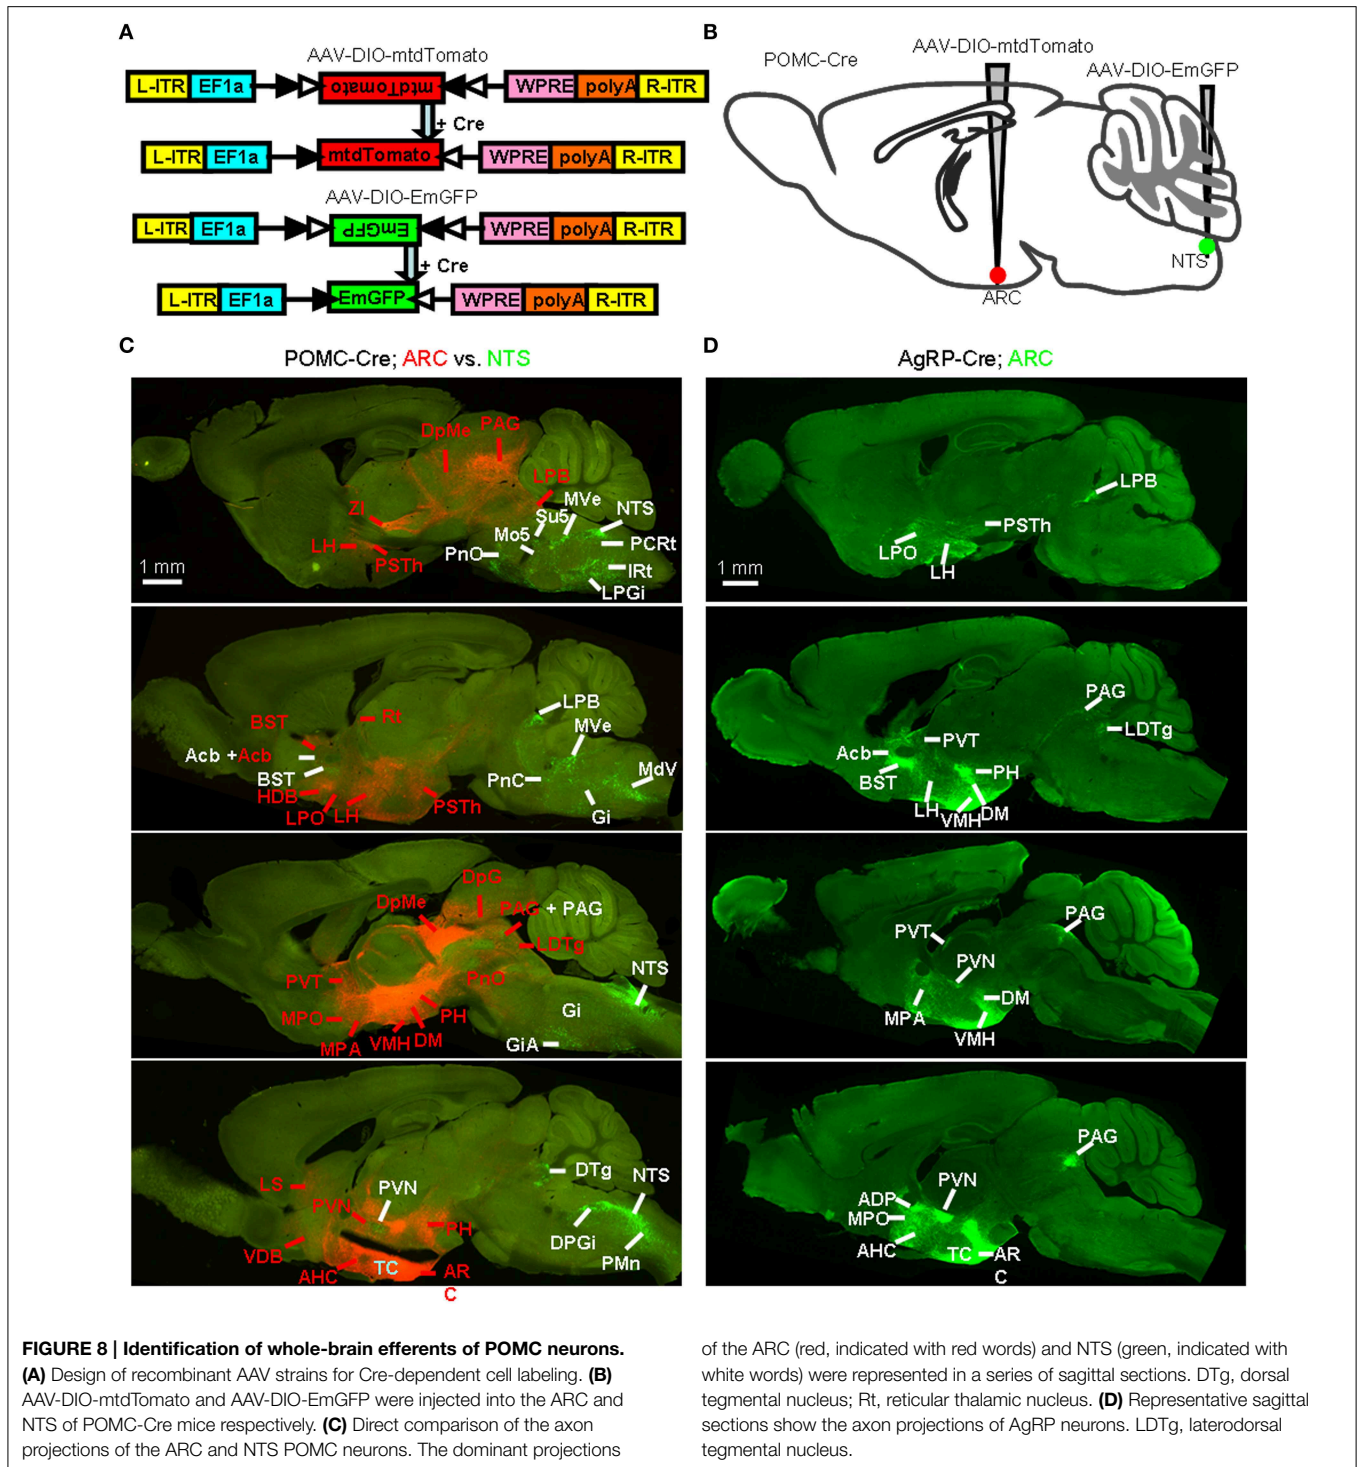 A
AAV-DIO-mtdTomato
L-ITR EF1a mtdTomato WPRE polyA R-ITR
+ Cre
L-ITR EF1a mtdTomato WPRE polyA R-ITR
AAV-DIO-EmGFP
L-ITR EF1a EmGFP WPRE polyA R-ITR
+ Cre
L-ITR EF1a EmGFP WPRE polyA R-ITR
B
AAV-DIO-mtdTomato
POMC-Cre
AAV-DIO-EmGFP
NTS
ARC
C
POMC-Cre; ARC vs. NTS
DpMe PAG
LPB
MVe
ZI
Su5
NTS
Mo5
LH
PnO
PCRt
PSTh
IRt
1 mm
LPGi
BST
Rt
LPB
MVe
Acb +Acb
BST
PnC
MdV
HDB
LPO LH
PSTh
Gi
DpG
DpMe
PAG + PAG
LDTg
PVT
PnO
NTS
MPO
PH
Gi
MPA VMH DM
GiA
LS
PVN
DTg
NTS
PVN
PH
DPGi
VDB
AHC
TC
AR
C
PMn
D
AgRP-Cre; ARC
LPB
PSTh
LPO
LH
1 mm
PAG
LDTg
Acb
PVT
BST
PH
LH
VMH
DM
PAG
PVT
PVN
DM
MPA
VMH
PAG
ADP
PVN
MPO
AHC
TC
AR
C
FIGURE 8 | Identification of whole-brain efferents of POMC neurons.
(A) Design of recombinant AAV strains for Cre-dependent cell labeling. (B)
AAV-DIO-mtdTomato and AAV-DIO-EmGFP were injected into the ARC and
NTS of POMC-Cre mice respectively. (C) Direct comparison of the axon
projections of the ARC and NTS POMC neurons. The dominant projections
of the ARC (red, indicated with red words) and NTS (green, indicated with
white words) were represented in a series of sagittal sections. DTg, dorsal
tegmental nucleus; Rt, reticular thalamic nucleus. (D) Representative sagittal
sections show the axon projections of AgRP neurons. LDTg, laterodorsal
tegmental nucleus.